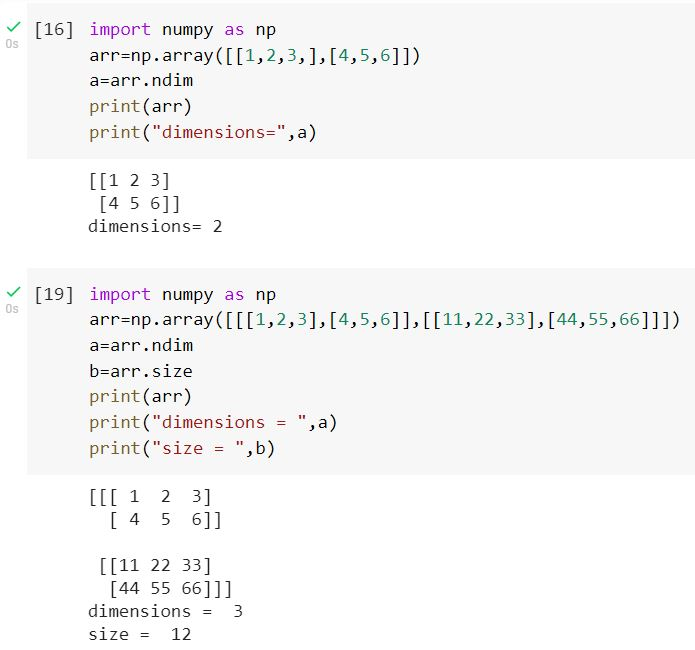 [16] import numpy as np
0s
arr=np.array([[1,2,3,],[4,5,6]])
a=arr.ndim
print(arr)
print("dimensions=",a)
[[1 2 3]
 [4 5 6]]
dimensions= 2
[19] import numpy as np
0s
arr=np.array([[[1,2,3],[4,5,6]],[[11,22,33],[44,55,66]]])
a=arr.ndim
b=arr.size
print(arr)
print("dimensions = ",a)
print("size = ",b)
[[[ 1  2  3]
  [ 4  5  6]]
 [[11 22 33]
  [44 55 66]]]
dimensions =  3
size =  12